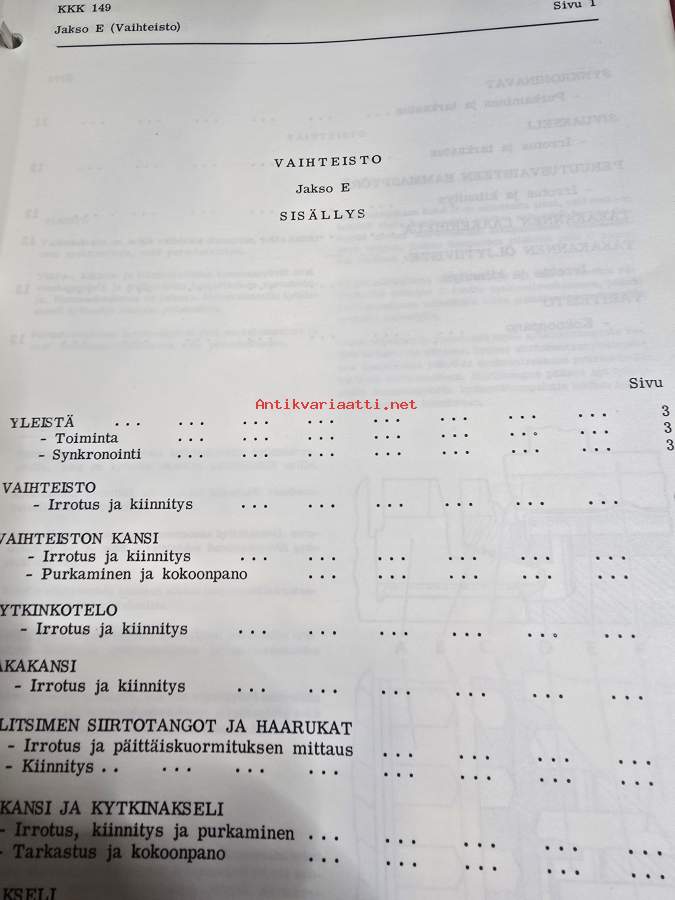 KKK 149 Sivu 1
Jakso E (Vaihteisto)
VAIHTEISTO
Jakso E
SISÄLLYS
Sivu
Antikvariaatti.net
YLEISTÄ ... ... ... ... ... ... ... ... 3
- Toiminta ... ... ... ... ... ... ... 3
- Synkronointi ... ... ... ... ... ... ... 3
VAIHTEISTO
- Irrotus ja kiinnitys ... ... ... ... ... ...
VAIHTEISTON KANSI
- Irrotus ja kiinnitys ... ... ... ... ... ...
- Purkaminen ja kokoonpano ... ... ... ... ...
YTKINKOTELO
- Irrotus ja kiinnitys ... ... ... ... ... ...
AKAKANSI
- Irrotus ja kiinnitys ... ... ... ... ... ...
LITSIMEN SIIRTOTANGOT JA HAARUKAT
- Irrotus ja päittäiskuormituksen mittaus ... ... ... ...
- Kiinnitys .. ... ... ... ... ... ... ...
KANSI JA KYTKINAKSELI
- Irrotus, kiinnitys ja purkaminen ... ... ... ... ...
- Tarkastus ja kokoonpano ... ... ... ... ...
KSELI